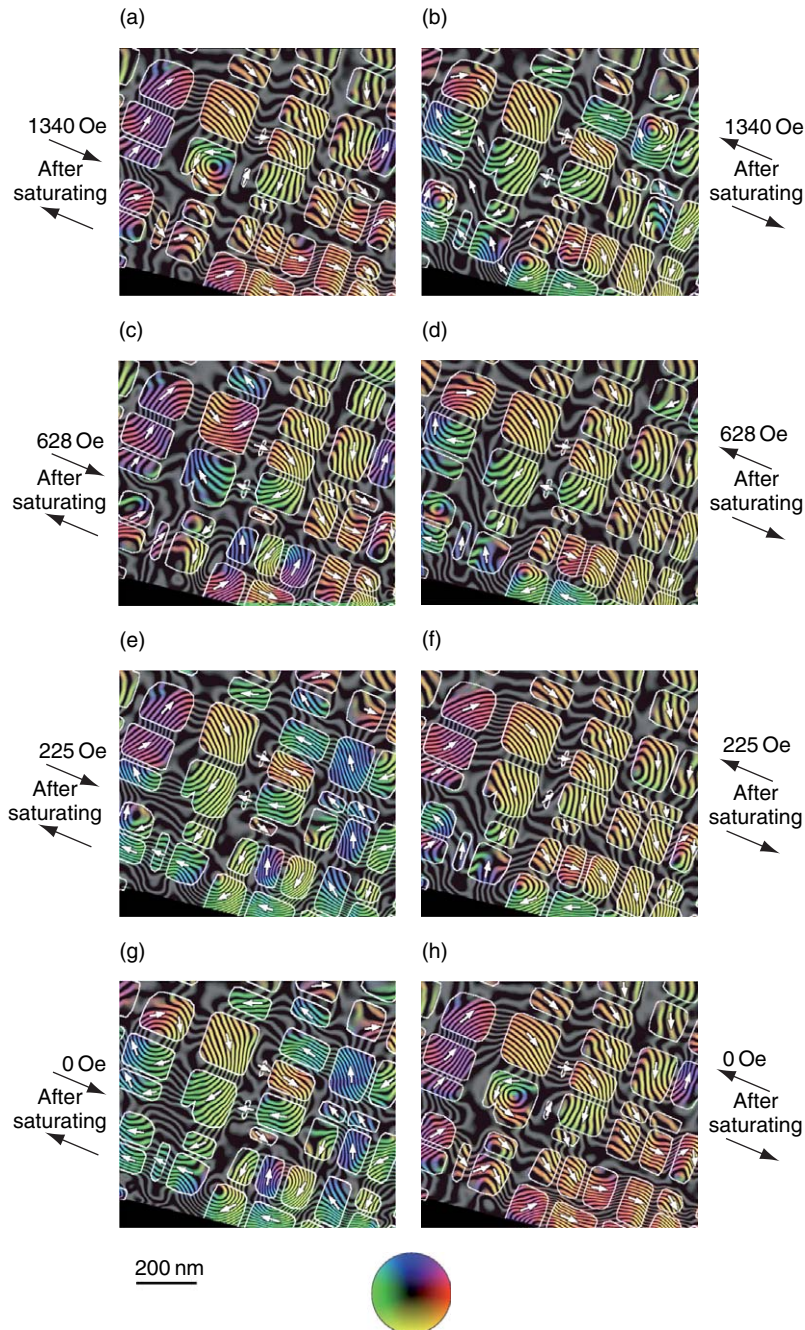 (a)
(b)
1340 Oe
After
saturating
1340 Oe
After
saturating
(c)
(d)
628 Oe
After
saturating
628 Oe
After
saturating
(e)
(f)
225 Oe
After
saturating
225 Oe
After
saturating
(g)
(h)
0 Oe
After
saturating
0 Oe
After
saturating
200 nm